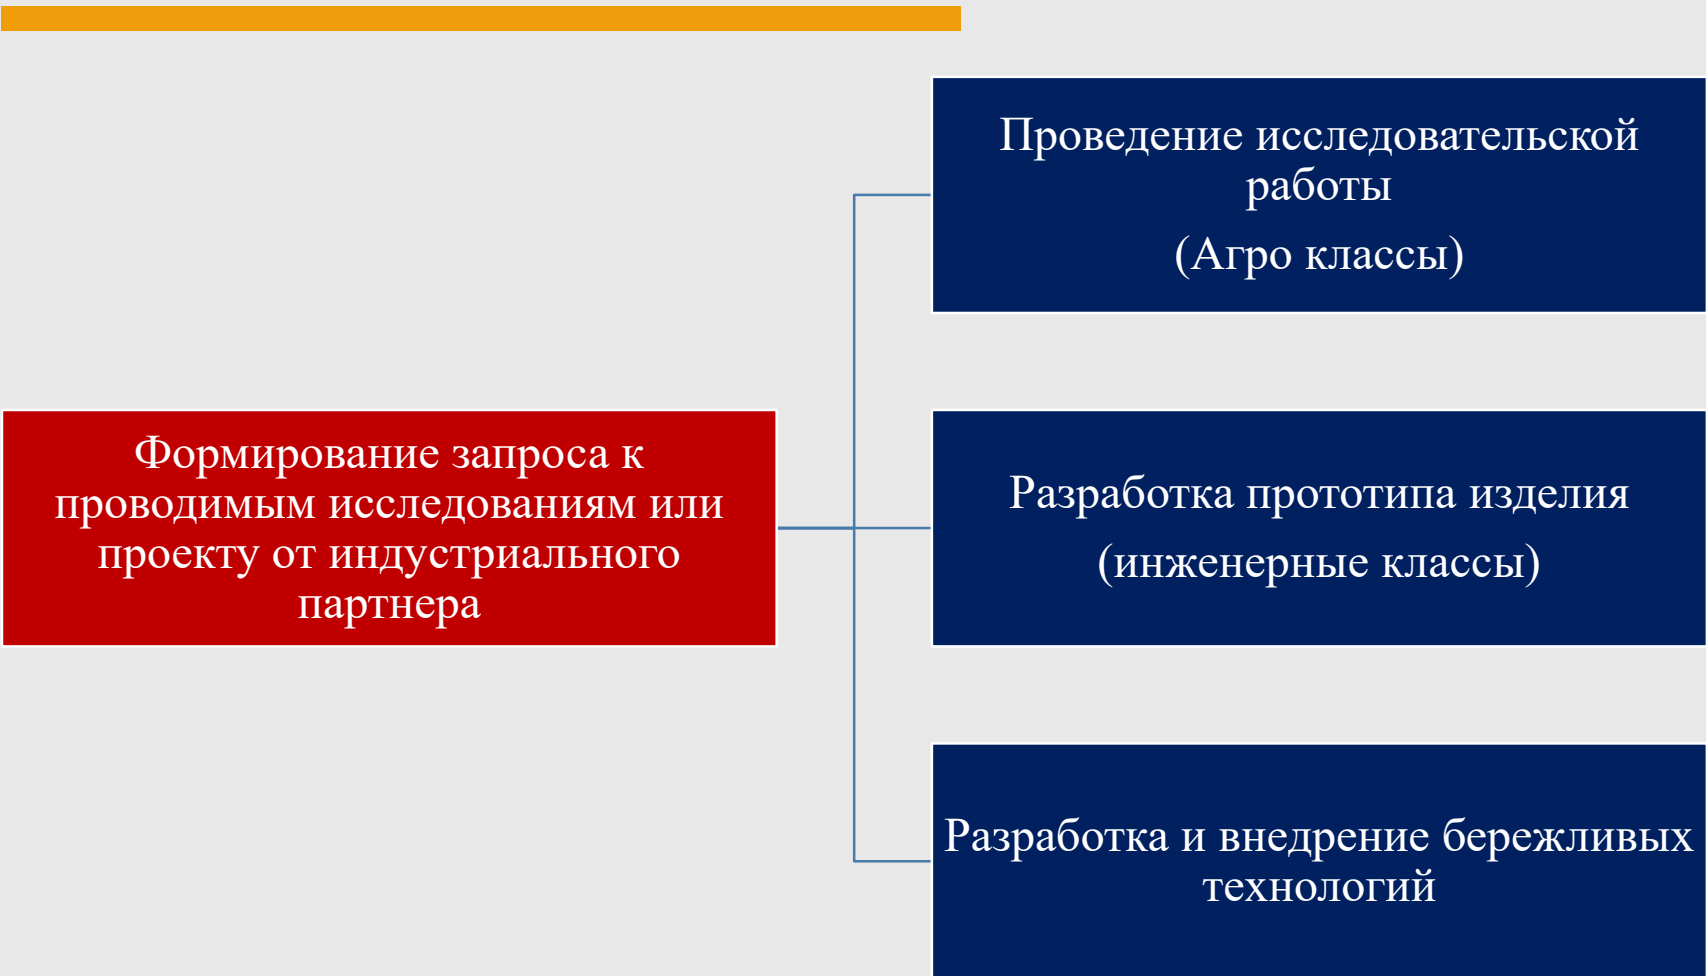 Проведение исследовательской
работы
(Агро классы)
Формирование запроса к
проводимым исследованиям или
проекту от индустриального
партнера
Разработка прототипа изделия
(инженерные классы)
Разработка и внедрение бережливых
технологий